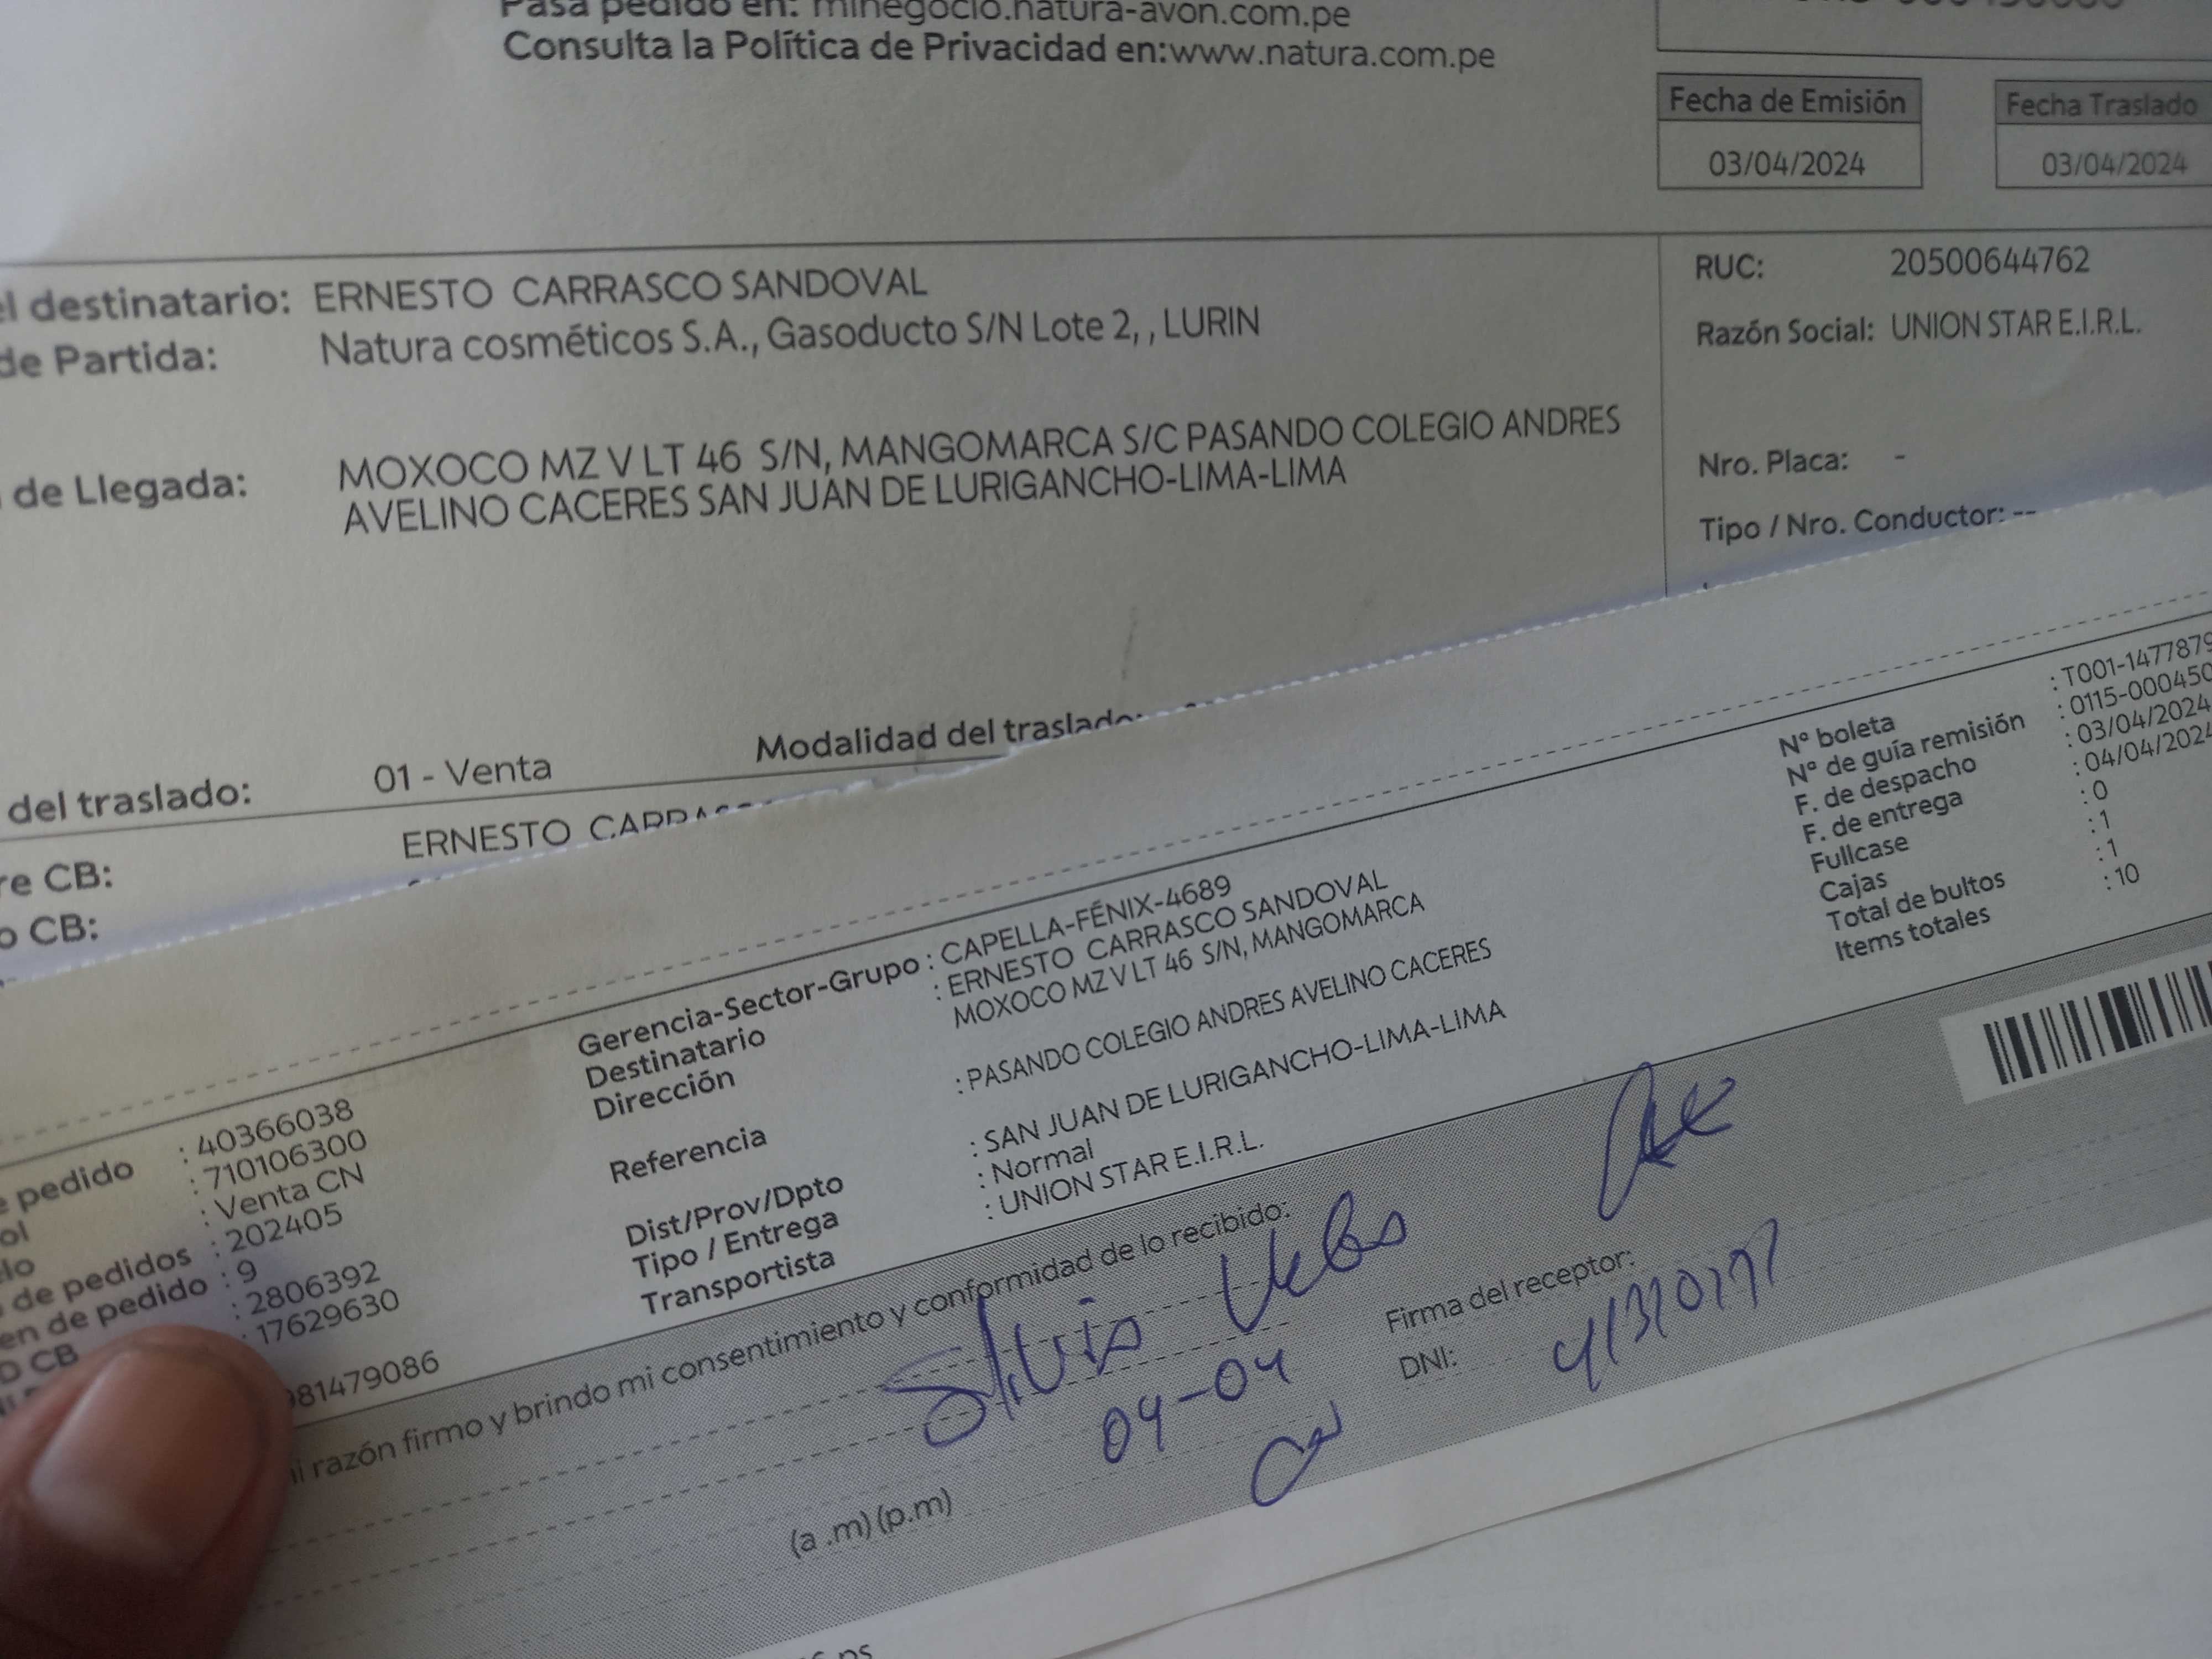 Pasa pedido en: minegocio.natura-avon.com.pe
Consulta la Política de Privacidad en:www.natura.com.pe
Fecha de Emisión
03/04/2024
Fecha Traslado
03/04/2024
el destinatario: ERNESTO CARRASCO SANDOVAL
de Partida: Natura cosméticos S.A., Gasoducto S/N Lote 2, , LURIN
de Llegada: MOXOCO MZ V LT 46 S/N, MANGOMARCA S/C PASANDO COLEGIO ANDRES
AVELINO CACERES SAN JUAN DE LURIGANCHO-LIMA-LIMA
RUC: 20500644762
Razón Social: UNION STAR E.I.R.L.
Nro. Placa: -
Tipo / Nro. Conductor: --
del traslado: 01 - Venta
Modalidad del traslado:
re CB: ERNESTO CARRAS
o CB:
e pedido : 40366038
ol : 710106300
lo : Venta CN
de pedidos : 202405
en de pedido : 9
O CB : 2806392
: 17629630
981479086
Gerencia-Sector-Grupo : CAPELLA-FÉNIX-4689
Destinatario : ERNESTO CARRASCO SANDOVAL
Dirección MOXOCO MZ V LT 46 S/N, MANGOMARCA
Referencia : PASANDO COLEGIO ANDRES AVELINO CACERES
Dist/Prov/Dpto : SAN JUAN DE LURIGANCHO-LIMA-LIMA
Tipo / Entrega : Normal
Transportista : UNION STAR E.I.R.L.
N° boleta : T001-1477879
N° de guía remisión : 0115-000450
F. de despacho : 03/04/2024
F. de entrega : 04/04/2024
Fullcase : 0
Cajas : 1
Total de bultos : 1
Items totales : 10
i razón firmo y brindo mi consentimiento y conformidad de lo recibido:
Silvia
04-04
(a .m) (p.m)
Firma del receptor:
DNI: